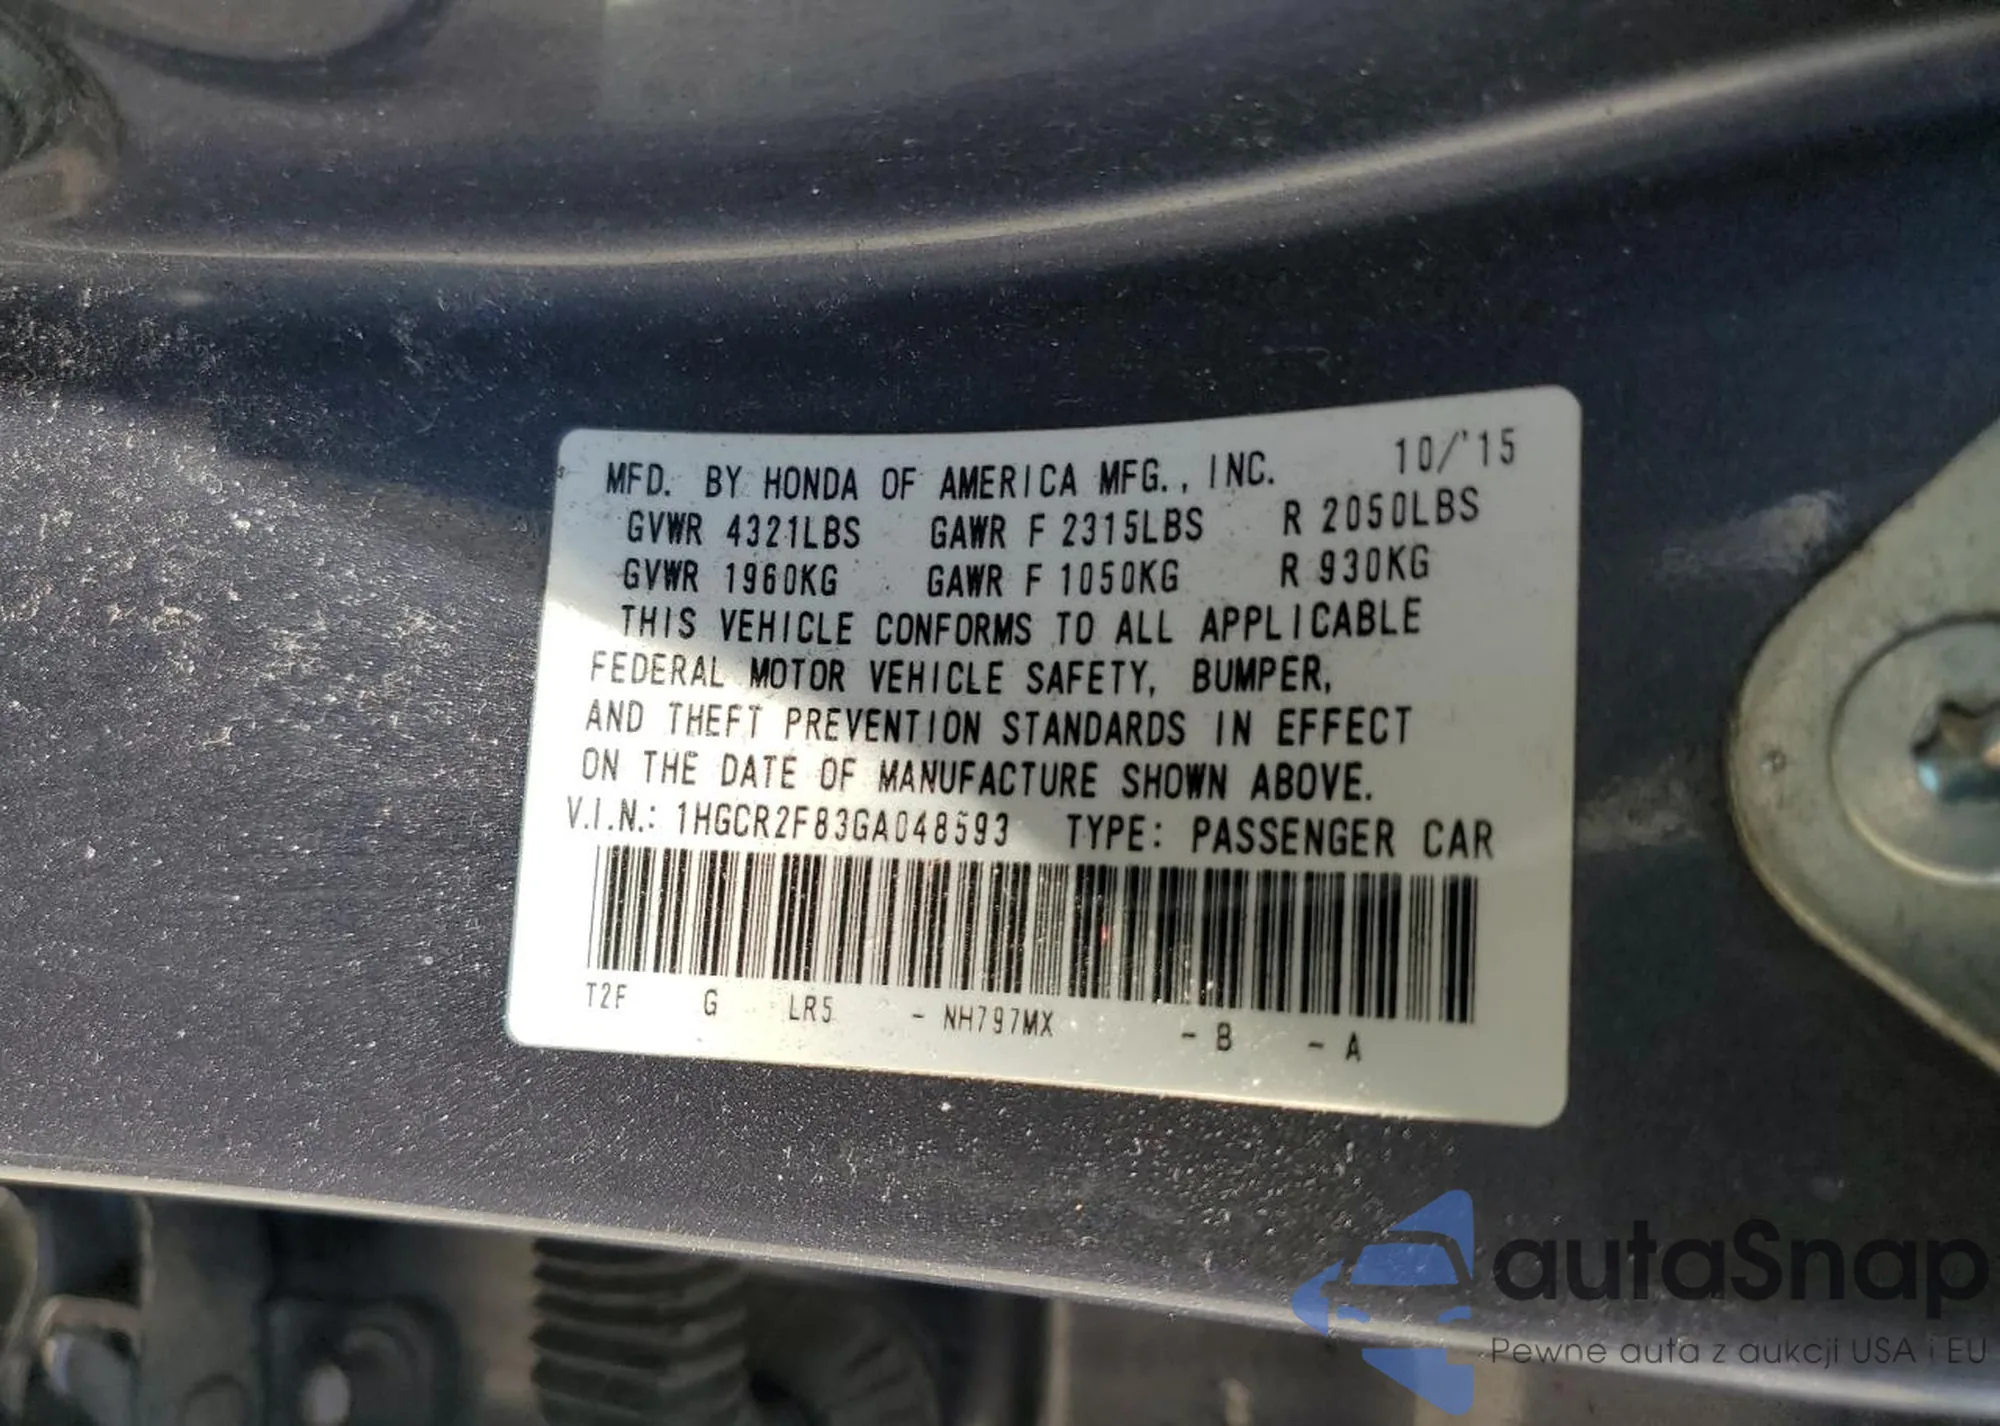 MFD. BY HONDA OF AMERICA MFG., INC. 10/'15
GVWR 4321LBS GAWR F 2315LBS R 2050LBS
GVWR 1960KG GAWR F 1050KG R 930KG
THIS VEHICLE CONFORMS TO ALL APPLICABLE
FEDERAL MOTOR VEHICLE SAFETY, BUMPER,
AND THEFT PREVENTION STANDARDS IN EFFECT
ON THE DATE OF MANUFACTURE SHOWN ABOVE.
V.I.N.: 1HGCR2F83GA048593 TYPE: PASSENGER CAR
T2F G LR5 - NH797MX - B - A
autaSnap
Pewne auta z aukcji USA i EU